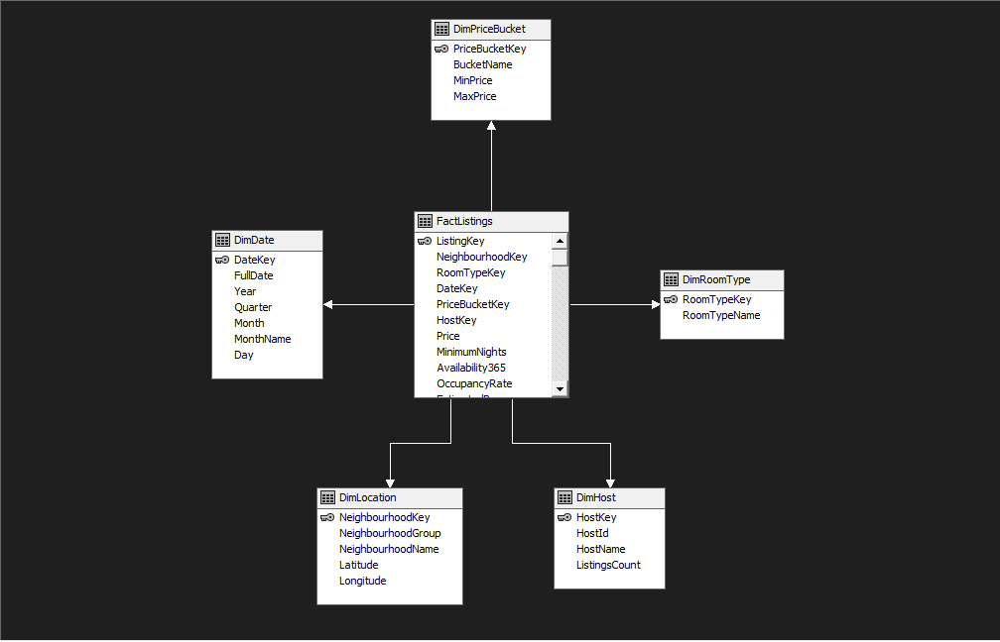 DimPriceBucket
PriceBucketKey
BucketName
MinPrice
MaxPrice
FactListings
ListingKey
NeighbourhoodKey
RoomTypeKey
DateKey
PriceBucketKey
HostKey
Price
MinimumNights
Availability365
OccupancyRate
DimDate
DateKey
FullDate
Year
Quarter
Month
MonthName
Day
DimRoomType
RoomTypeKey
RoomTypeName
DimLocation
NeighbourhoodKey
NeighbourhoodGroup
NeighbourhoodName
Latitude
Longitude
DimHost
HostKey
HostId
HostName
ListingsCount